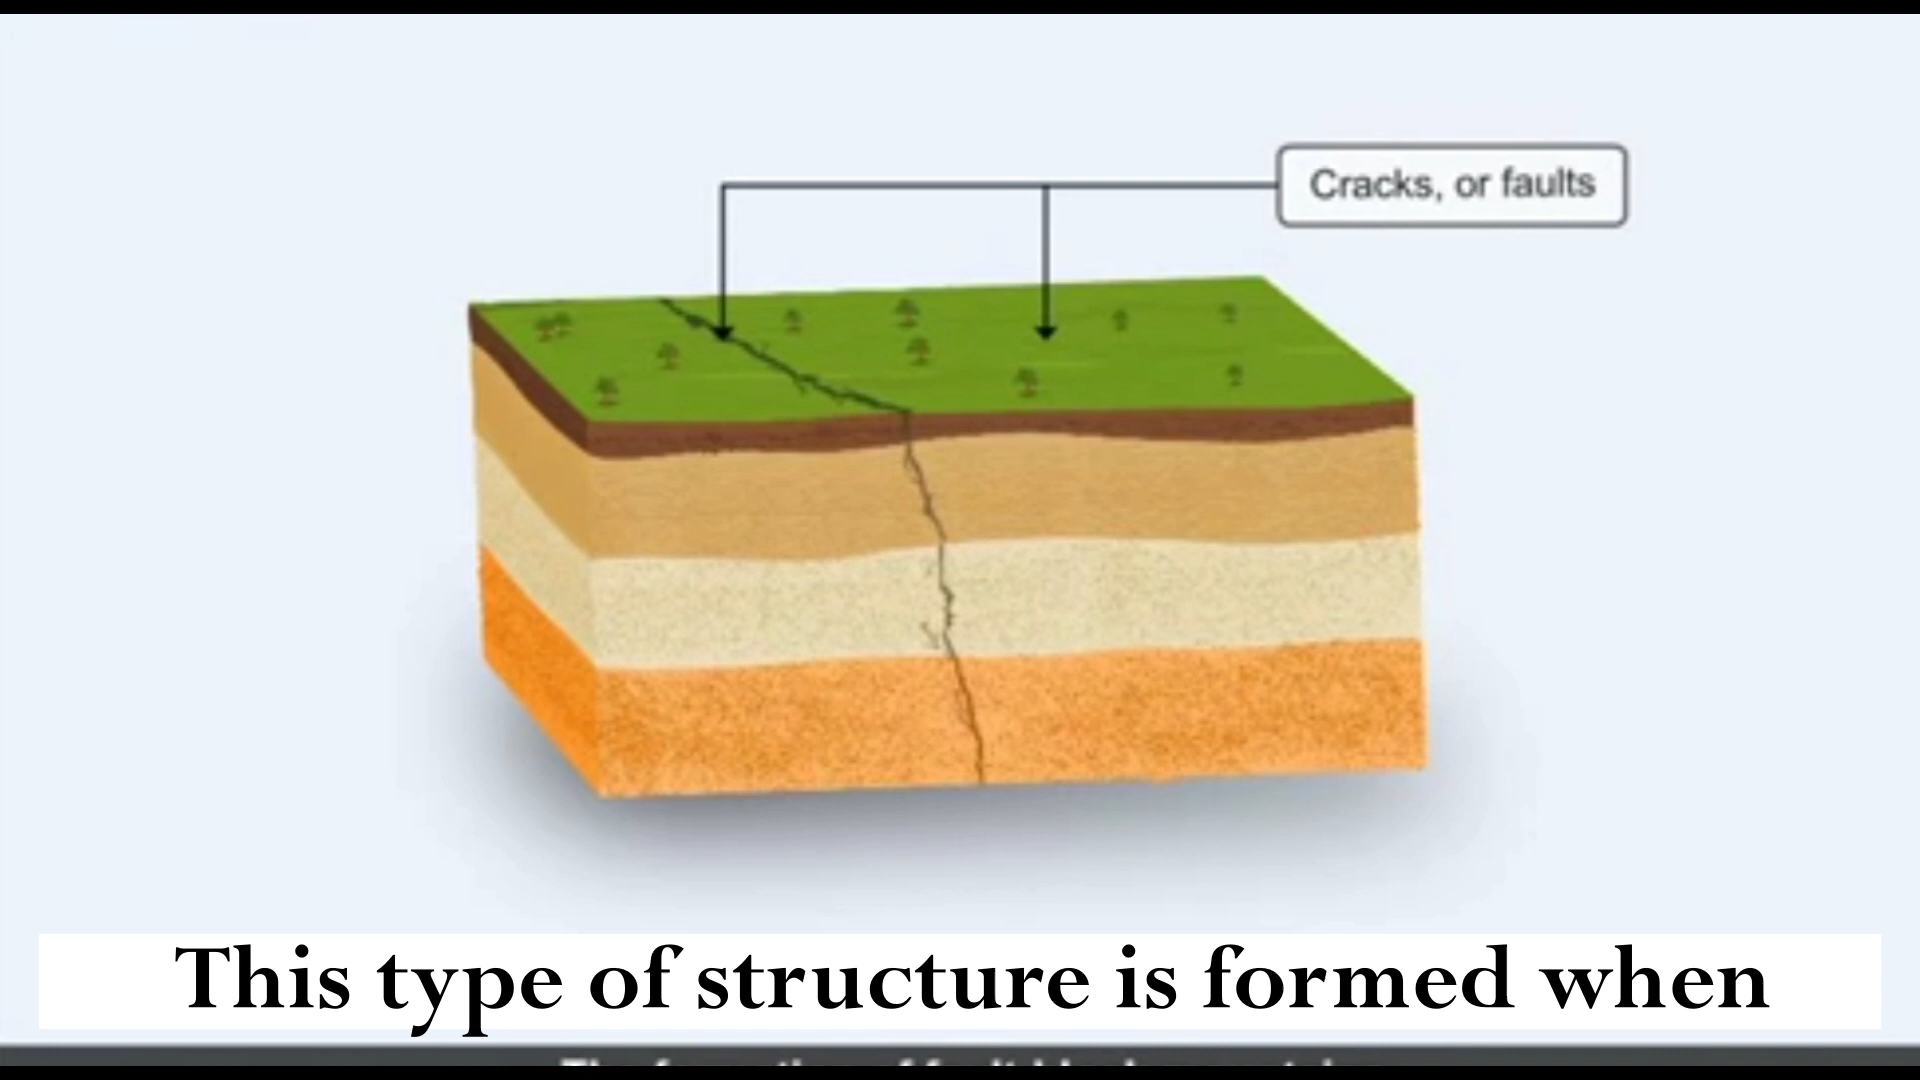 Cracks, or faults
This type of structure is formed when